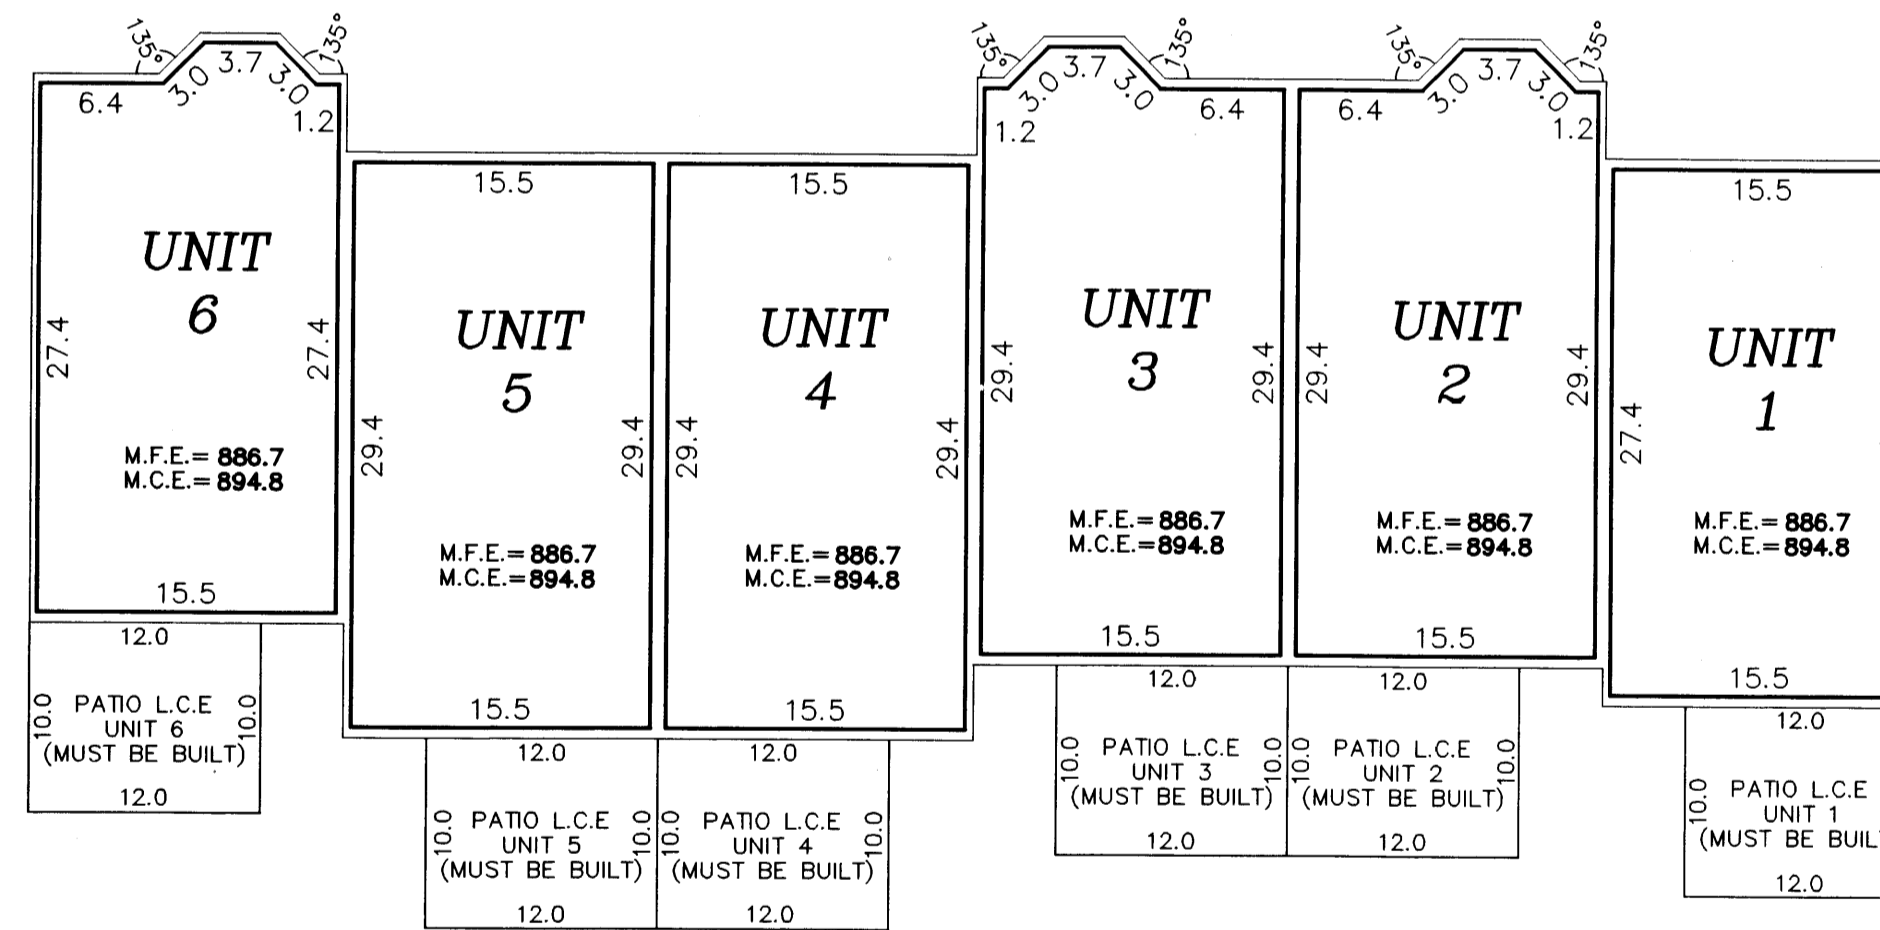 135°
135°
3.7
3.0
3.0
6.4
1.2
UNIT
6
27.4
27.4
M.F.E.= 886.7
M.C.E.= 894.8
15.5
12.0
10.0
10.0
PATIO L.C.E
UNIT 6
(MUST BE BUILT)
12.0
15.5
UNIT
5
29.4
29.4
M.F.E.= 886.7
M.C.E.= 894.8
15.5
12.0
10.0
10.0
PATIO L.C.E
UNIT 5
(MUST BE BUILT)
12.0
15.5
UNIT
4
29.4
29.4
M.F.E.= 886.7
M.C.E.= 894.8
15.5
12.0
10.0
10.0
PATIO L.C.E
UNIT 4
(MUST BE BUILT)
12.0
135°
135°
3.7
3.0
3.0
6.4
1.2
UNIT
3
29.4
29.4
M.F.E.= 886.7
M.C.E.= 894.8
15.5
12.0
10.0
10.0
PATIO L.C.E
UNIT 3
(MUST BE BUILT)
12.0
135°
135°
3.7
3.0
3.0
6.4
1.2
UNIT
2
29.4
29.4
M.F.E.= 886.7
M.C.E.= 894.8
15.5
12.0
10.0
10.0
PATIO L.C.E
UNIT 2
(MUST BE BUILT)
12.0
15.5
UNIT
1
27.4
M.F.E.= 886.7
M.C.E.= 894.8
15.5
12.0
10.0
PATIO L.C.E
UNIT 1
(MUST BE BUIL
12.0